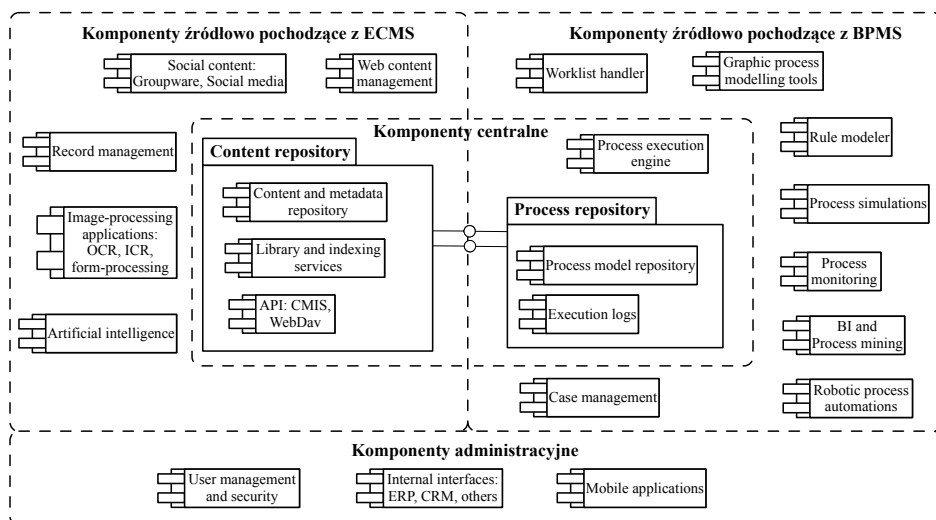 Komponenty źródłowo pochodzące z ECMS
Social content:
Groupware, Social media
Web content
management
Record management
Image-processing
applications:
OCR, ICR,
form-processing
Artificial intelligence
Komponenty źródłowo pochodzące z BPMS
Worklist handler
Graphic process
modelling tools
Rule modeler
Process simulations
Process
monitoring
BI and
Process mining
Robotic process
automations
Case management
Komponenty centralne
Content repository
Content and metadata
repository
Library and indexing
services
API: CMIS,
WebDav
Process execution
engine
Process repository
Process model repository
Execution logs
Komponenty administracyjne
User management
and security
Internal interfaces:
ERP, CRM, others
Mobile applications